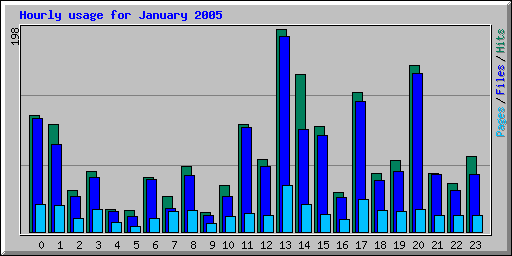 Hourly usage for January 2005
198
Pages/Files/Hits
0 1 2 3 4 5 6 7 8 9 10 11 12 13 14 15 16 17 18 19 20 21 22 23